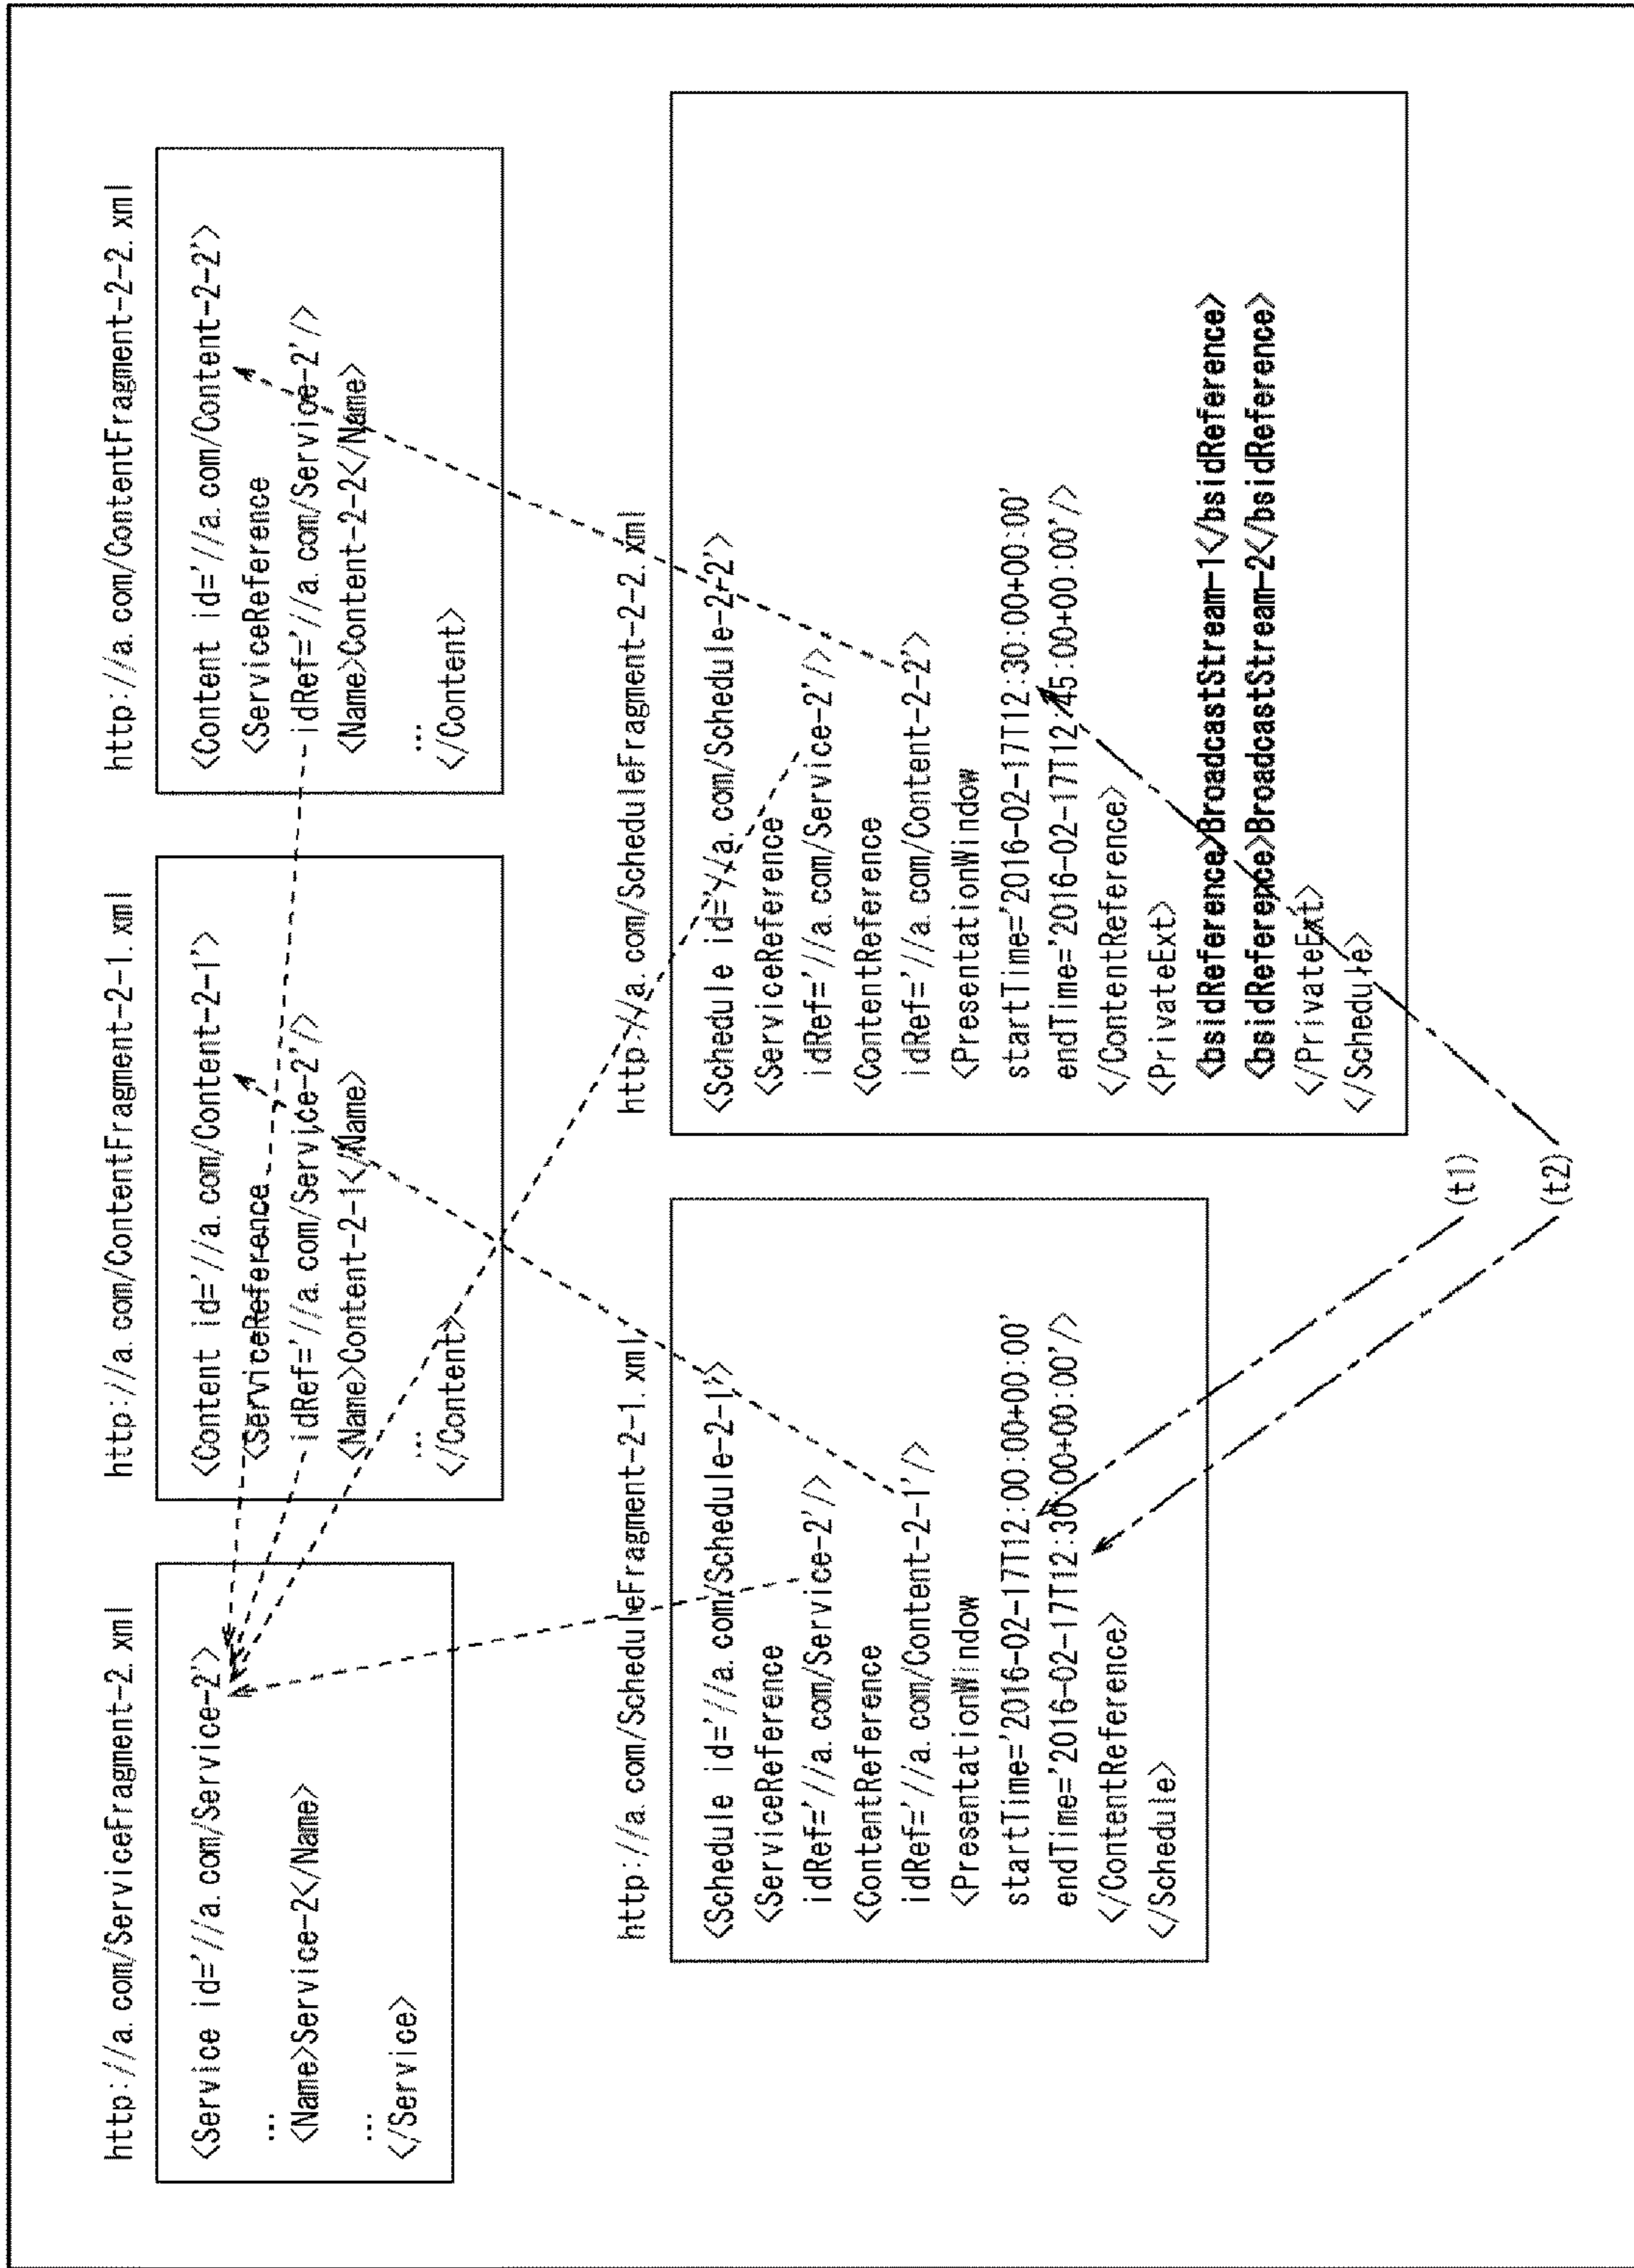 http://a.com/ServiceFragment-2.xml
<Service id='//a.com/Service-2'>
...
<Name>Service-2</Name>
...
</Service>
http://a.com/ContentFragment-2-1.xml
<Content id='//a.com/Content-2-1'>
<ServiceReference
idRef='//a.com/Service-2'/>
<Name>Content-2-1</Name>
...
</Content>
http://a.com/ContentFragment-2-2.xml
<Content id='//a.com/Content-2-2'>
<ServiceReference
idRef='//a.com/Service-2'/>
<Name>Content-2-2</Name>
...
</Content>
http://a.com/ScheduleFragment-2-1.xml
<Schedule id='//a.com/Schedule-2-1'>
<ServiceReference
idRef='//a.com/Service-2'/>
<ContentReference
idRef='//a.com/Content-2-1'/>
<PresentationWindow
startTime='2016-02-17T12:00:00+00:00'
endTime='2016-02-17T12:30:00+00:00'/>
</ContentReference>
</Schedule>
http://a.com/ScheduleFragment-2-2.xml
<Schedule id='//a.com/Schedule-2-2'>
<ServiceReference
idRef='//a.com/Service-2'/>
<ContentReference
idRef='//a.com/Content-2-2'>
<PresentationWindow
startTime='2016-02-17T12:30:00+00:00'
endTime='2016-02-17T12:45:00+00:00'/>
</ContentReference>
<PrivateExt>
<bsidReference>BroadcastStream-1</bsidReference>
<bsidReference>BroadcastStream-2</bsidReference>
</PrivateExt>
</Schedule>
(t1)
(t2)